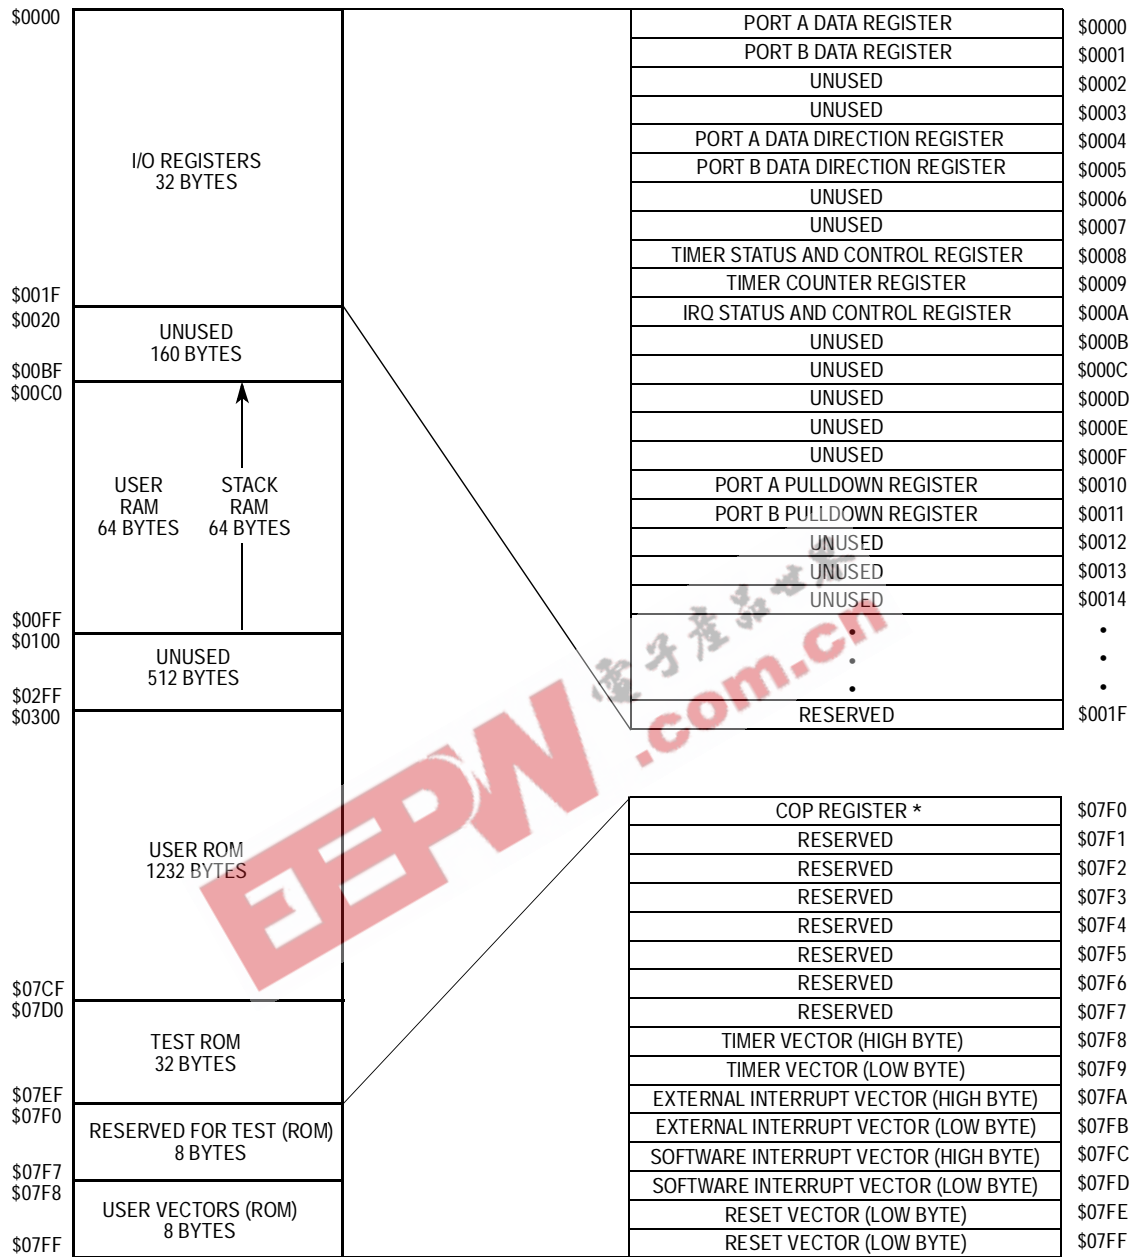 $0000
I/O REGISTERS
32 BYTES
$001F
$0020
UNUSED
160 BYTES
$00BF
$00C0
USER
RAM
64 BYTES
STACK
RAM
64 BYTES
$00FF
$0100
UNUSED
512 BYTES
$02FF
$0300
USER ROM
1232 BYTES
$07CF
$07D0
TEST ROM
32 BYTES
$07EF
$07F0
RESERVED FOR TEST (ROM)
8 BYTES
$07F7
$07F8
USER VECTORS (ROM)
8 BYTES
$07FF
PORT A DATA REGISTER $0000
PORT B DATA REGISTER $0001
UNUSED $0002
UNUSED $0003
PORT A DATA DIRECTION REGISTER $0004
PORT B DATA DIRECTION REGISTER $0005
UNUSED $0006
UNUSED $0007
TIMER STATUS AND CONTROL REGISTER $0008
TIMER COUNTER REGISTER $0009
IRQ STATUS AND CONTROL REGISTER $000A
UNUSED $000B
UNUSED $000C
UNUSED $000D
UNUSED $000E
UNUSED $000F
PORT A PULLDOWN REGISTER $0010
PORT B PULLDOWN REGISTER $0011
UNUSED $0012
UNUSED $0013
UNUSED $0014
• •
• •
• •
RESERVED $001F
COP REGISTER * $07F0
RESERVED $07F1
RESERVED $07F2
RESERVED $07F3
RESERVED $07F4
RESERVED $07F5
RESERVED $07F6
RESERVED $07F7
TIMER VECTOR (HIGH BYTE) $07F8
TIMER VECTOR (LOW BYTE) $07F9
EXTERNAL INTERRUPT VECTOR (HIGH BYTE) $07FA
EXTERNAL INTERRUPT VECTOR (LOW BYTE) $07FB
SOFTWARE INTERRUPT VECTOR (HIGH BYTE) $07FC
SOFTWARE INTERRUPT VECTOR (LOW BYTE) $07FD
RESET VECTOR (LOW BYTE) $07FE
RESET VECTOR (LOW BYTE) $07FF
電子產品世界
EEPW.com.cn